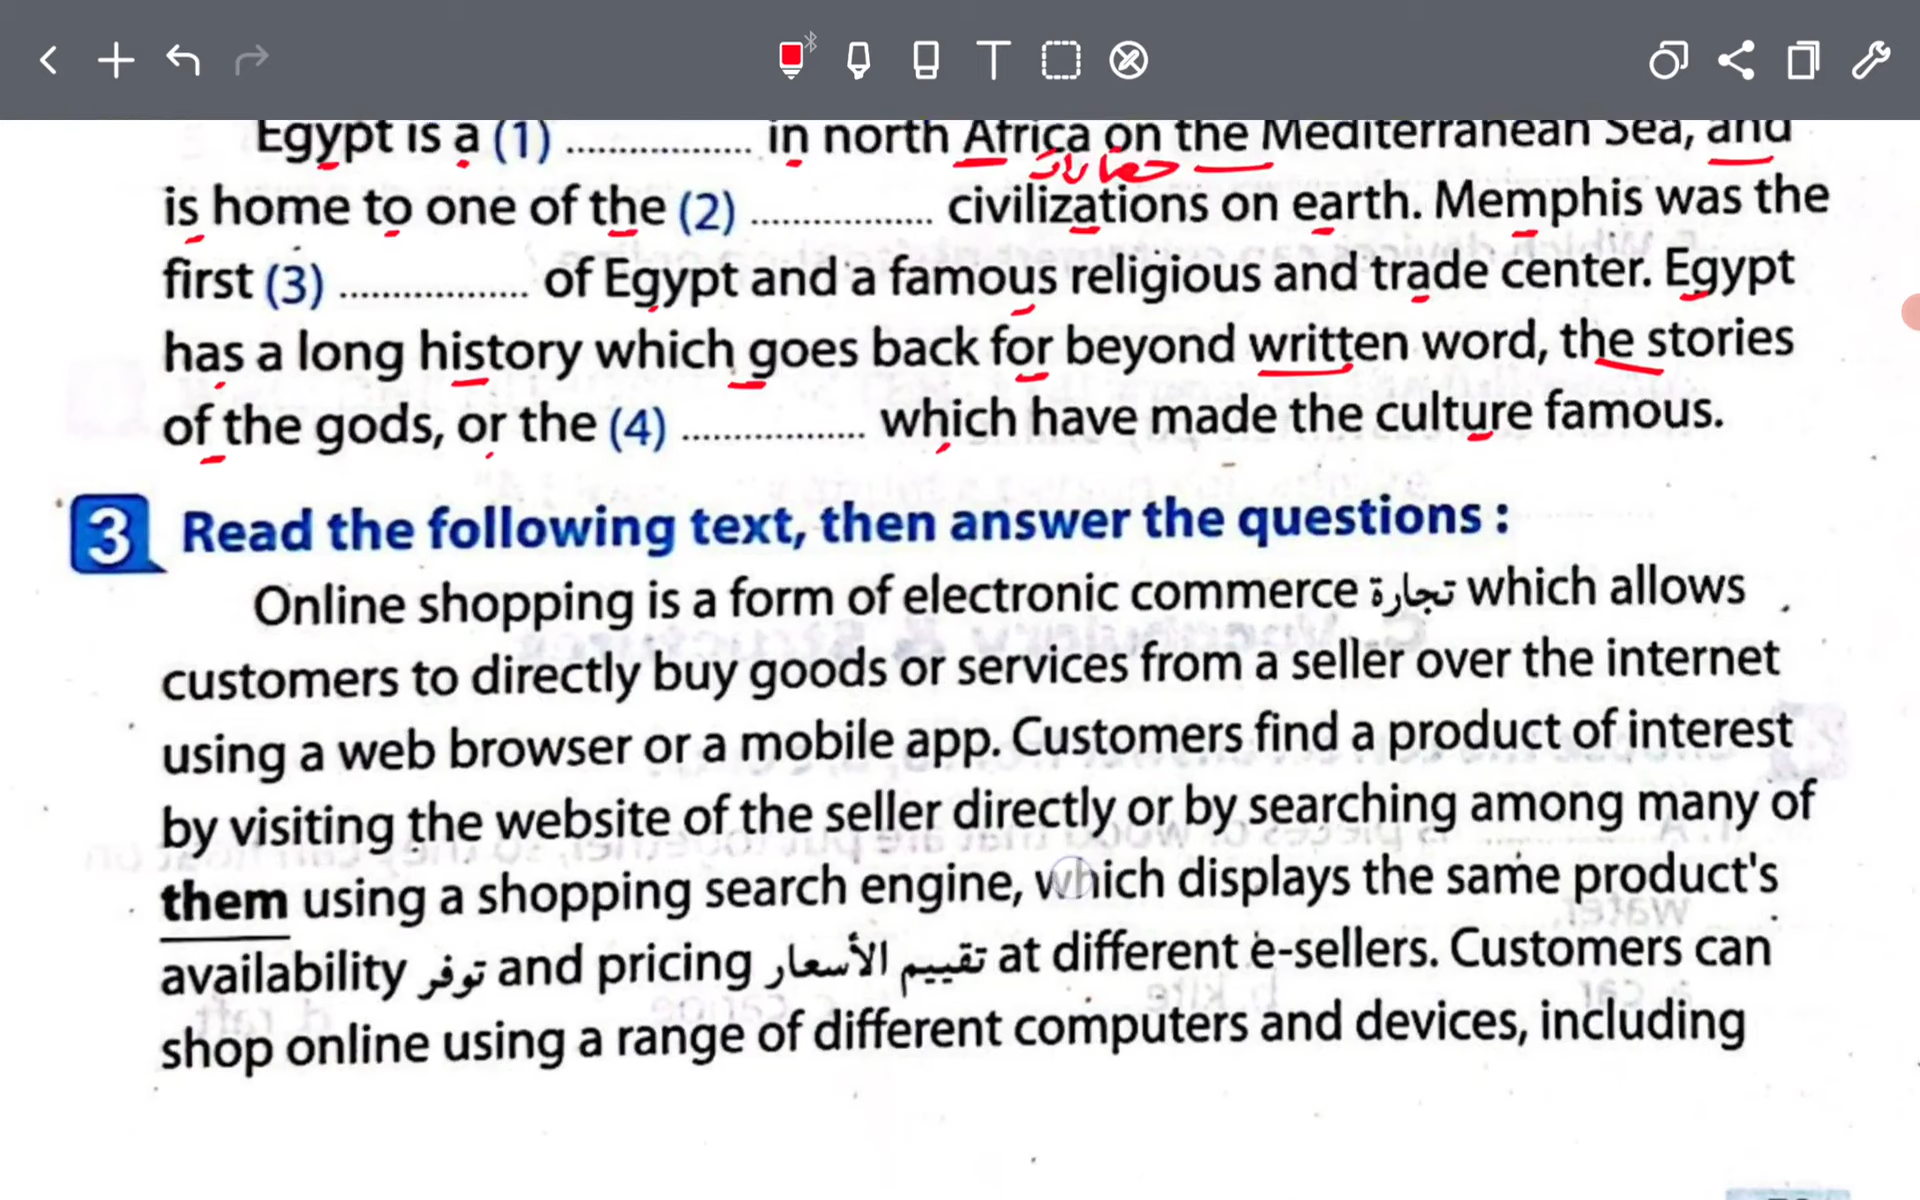 Egypt is a (1) .................. in north Africa on the Mediterranean Sea, and
حضارات
is home to one of the (2) .................. civilizations on earth. Memphis was the
first (3) .................. of Egypt and a famous religious and trade center. Egypt
has a long history which goes back for beyond written word, the stories
of the gods, or the (4) .................. which have made the culture famous.
3 Read the following text, then answer the questions :
Online shopping is a form of electronic commerce تجارة which allows
customers to directly buy goods or services from a seller over the internet
using a web browser or a mobile app. Customers find a product of interest
by visiting the website of the seller directly or by searching among many of
them using a shopping search engine, which displays the same product's
availability توفر and pricing تقييم الأسعار at different e-sellers. Customers can
shop online using a range of different computers and devices, including